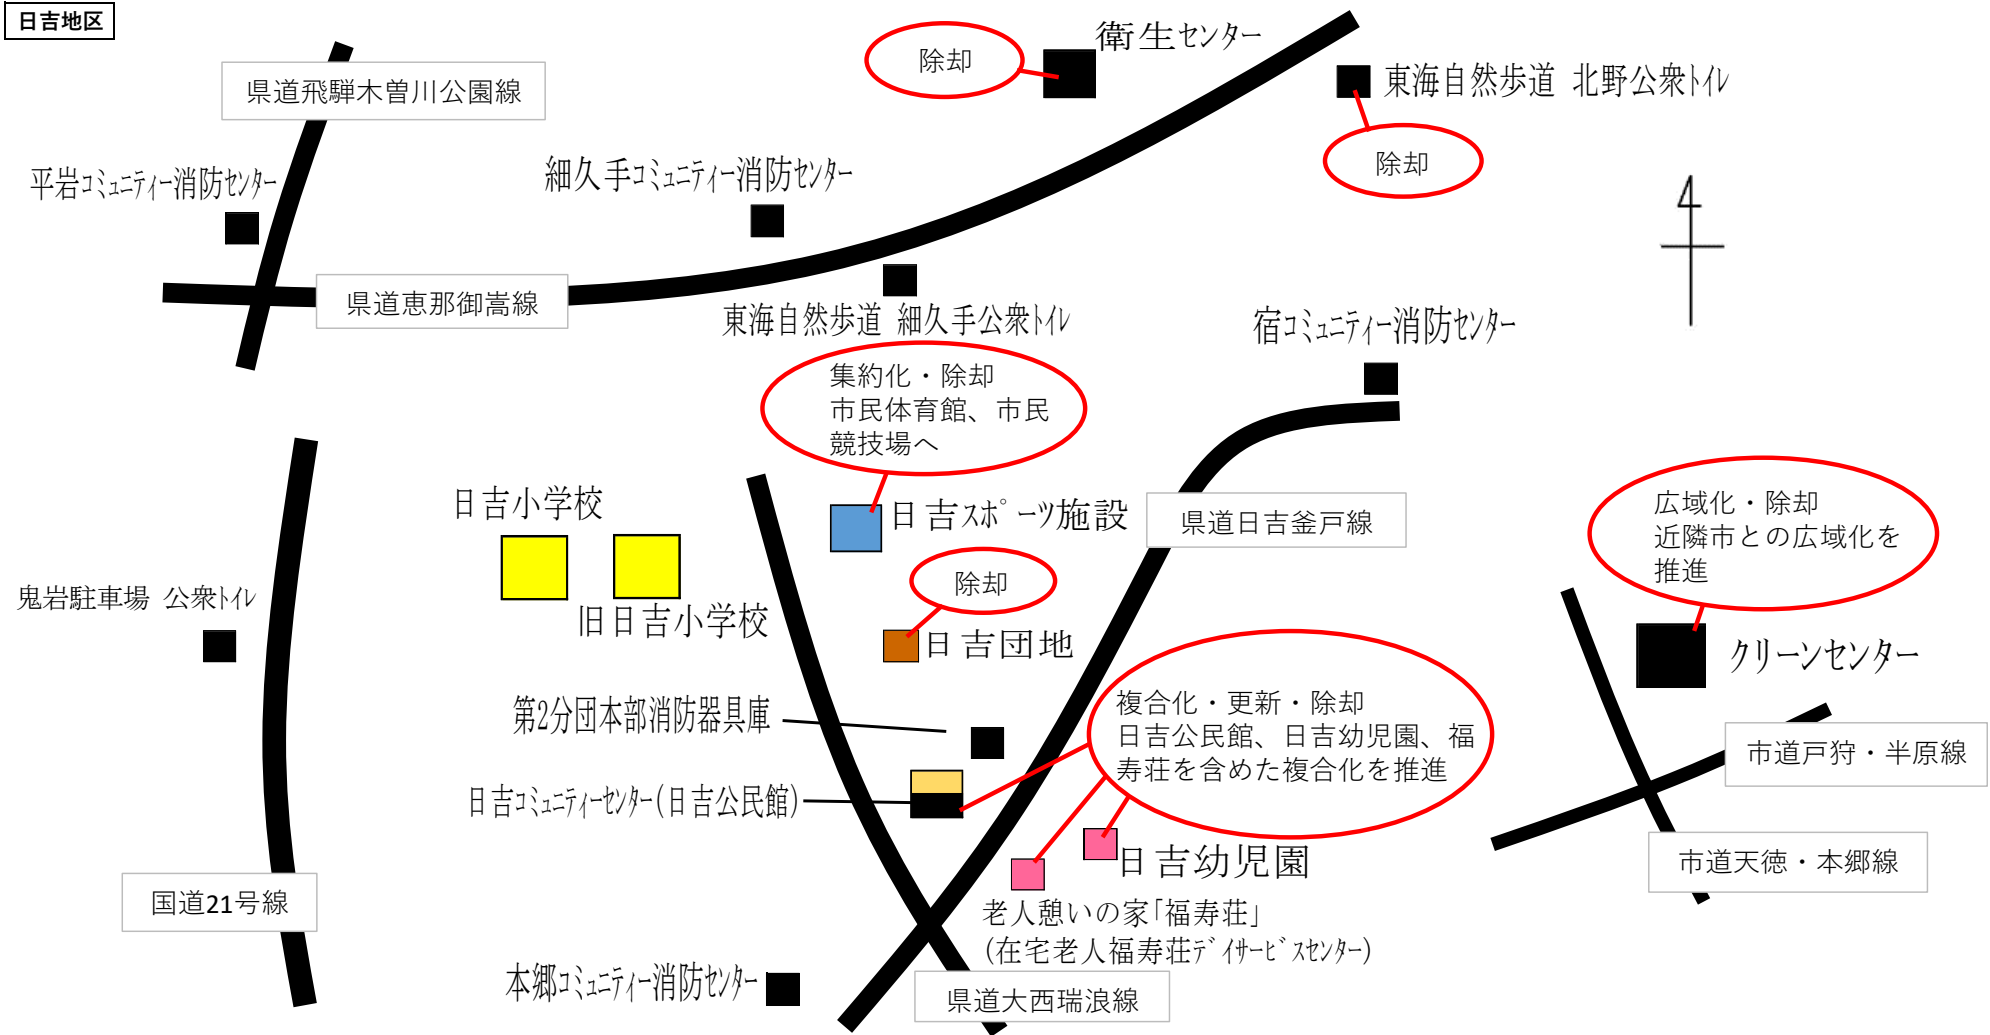 日吉地区
衛生センター
除却
県道飛騨木曽川公園線
東海自然歩道 北野公衆トイレ
除却
平岩コミュニティー消防センター
細久手コミュニティー消防センター
県道恵那御嵩線
東海自然歩道 細久手公衆トイレ
宿コミュニティー消防センター
集約化・除却
市民体育館、市民
競技場へ
日吉小学校
日吉スポーツ施設
県道日吉釜戸線
広域化・除却
近隣市との広域化を
推進
除却
鬼岩駐車場 公衆トイレ
旧日吉小学校
日吉団地
クリーンセンター
第2分団本部消防器具庫
複合化・更新・除却
日吉公民館、日吉幼児園、福
寿荘を含めた複合化を推進
市道戸狩・半原線
日吉コミュニティーセンター(日吉公民館)
日吉幼児園
市道天徳・本郷線
国道21号線
老人憩いの家「福寿荘」
(在宅老人福寿荘デイサービスセンター)
本郷コミュニティー消防センター
県道大西瑞浪線